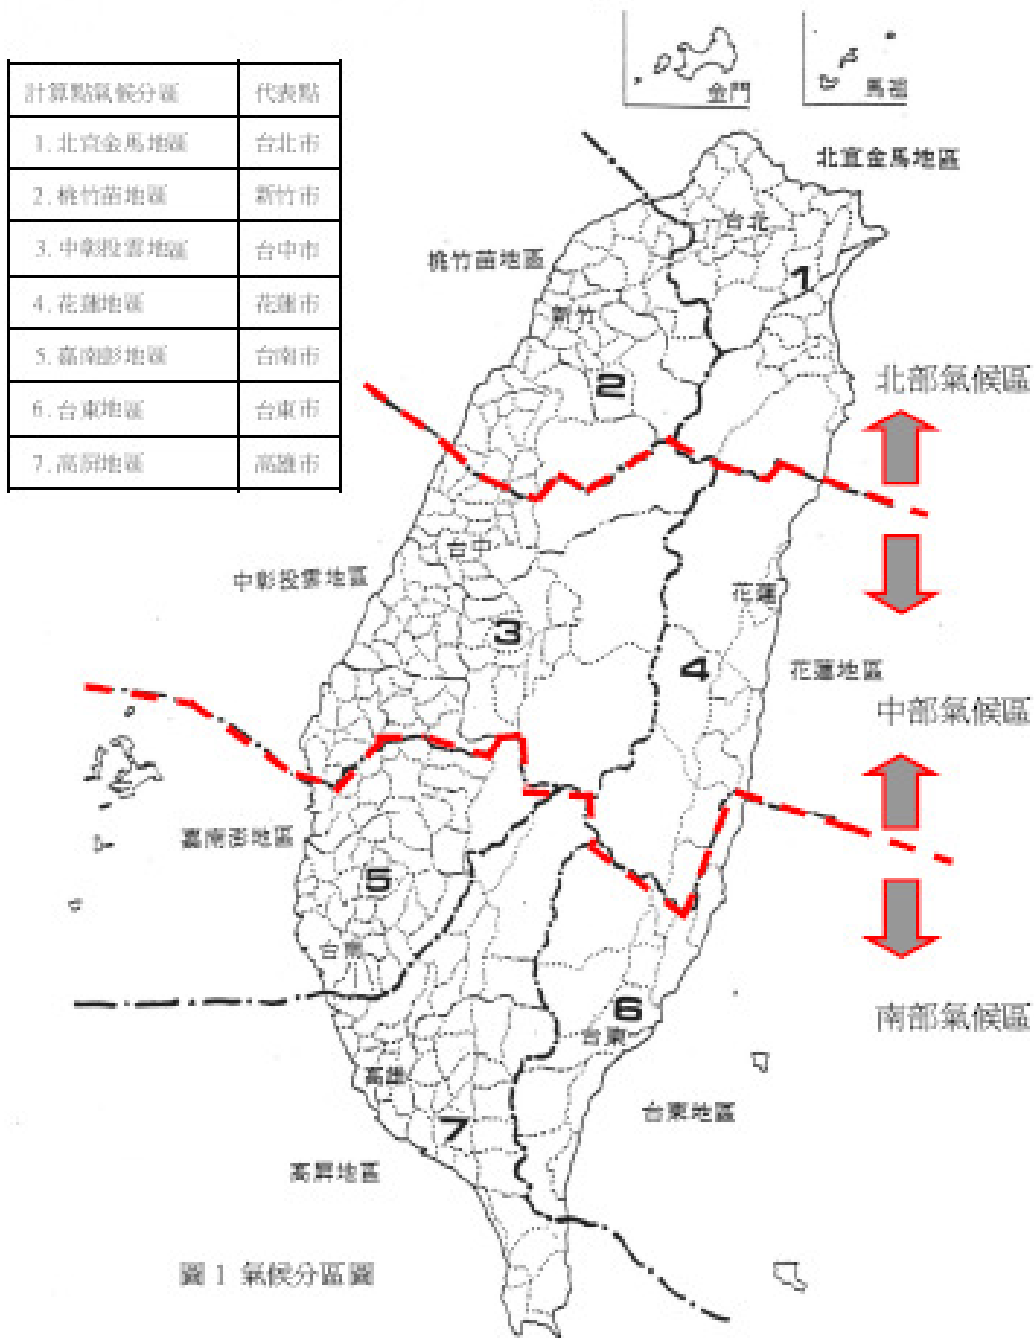 金門
馬祖
計算點氣候分區 代表點
1.北宜金馬地區 台北市
2.桃竹苗地區 新竹市
3.中彰投雲地區 台中市
4.花蓮地區 花蓮市
5.嘉南澎地區 台南市
6.台東地區 台東市
7.高屏地區 高雄市
北宜金馬地區
台北
1
桃竹苗地區
新竹
2
北部氣候區
台中
中彰投雲地區
3
花蓮
4
花蓮地區
中部氣候區
嘉南澎地區
5
台南
6
台東
南部氣候區
高雄
7
台東地區
高屏地區
圖 1 氣候分區圖